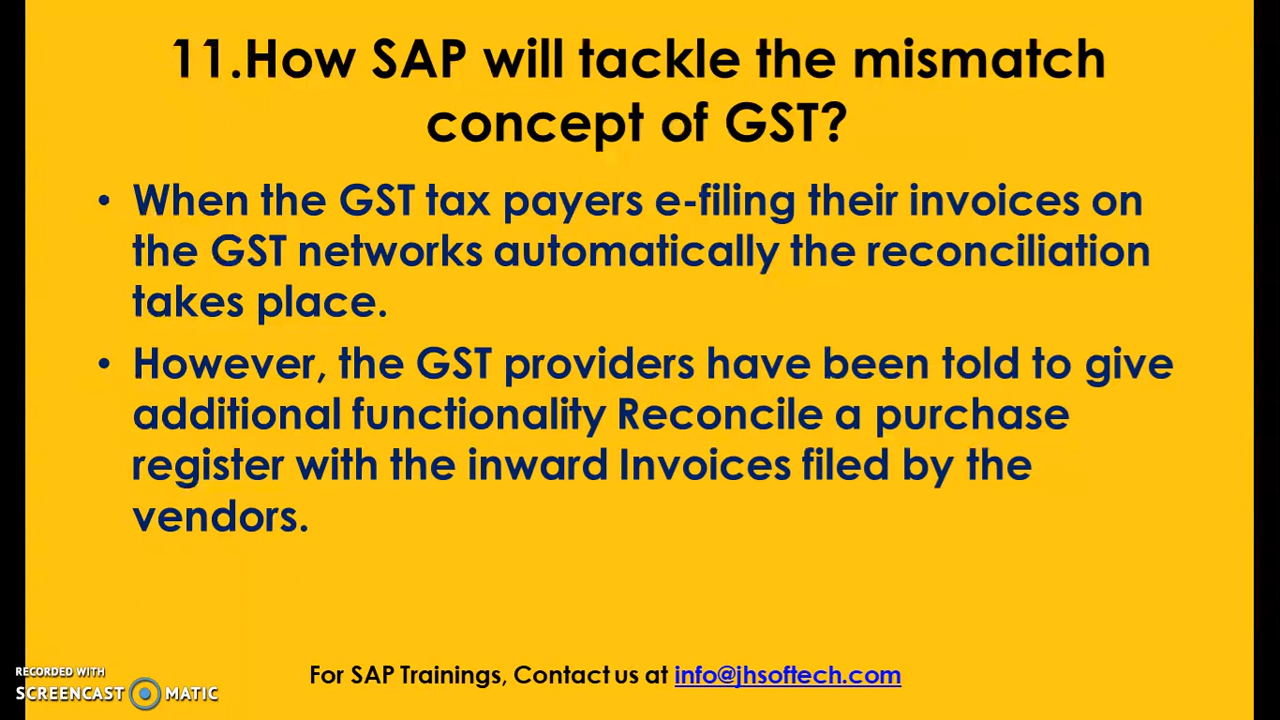 11.How SAP will tackle the mismatch
concept of GST?
• When the GST tax payers e-filing their invoices on
the GST networks automatically the reconciliation
takes place.
• However, the GST providers have been told to give
additional functionality Reconcile a purchase
register with the inward Invoices filed by the
vendors.
For SAP Trainings, Contact us at info@jhsoftech.com
RECORDED WITH
SCREENCAST MATIC